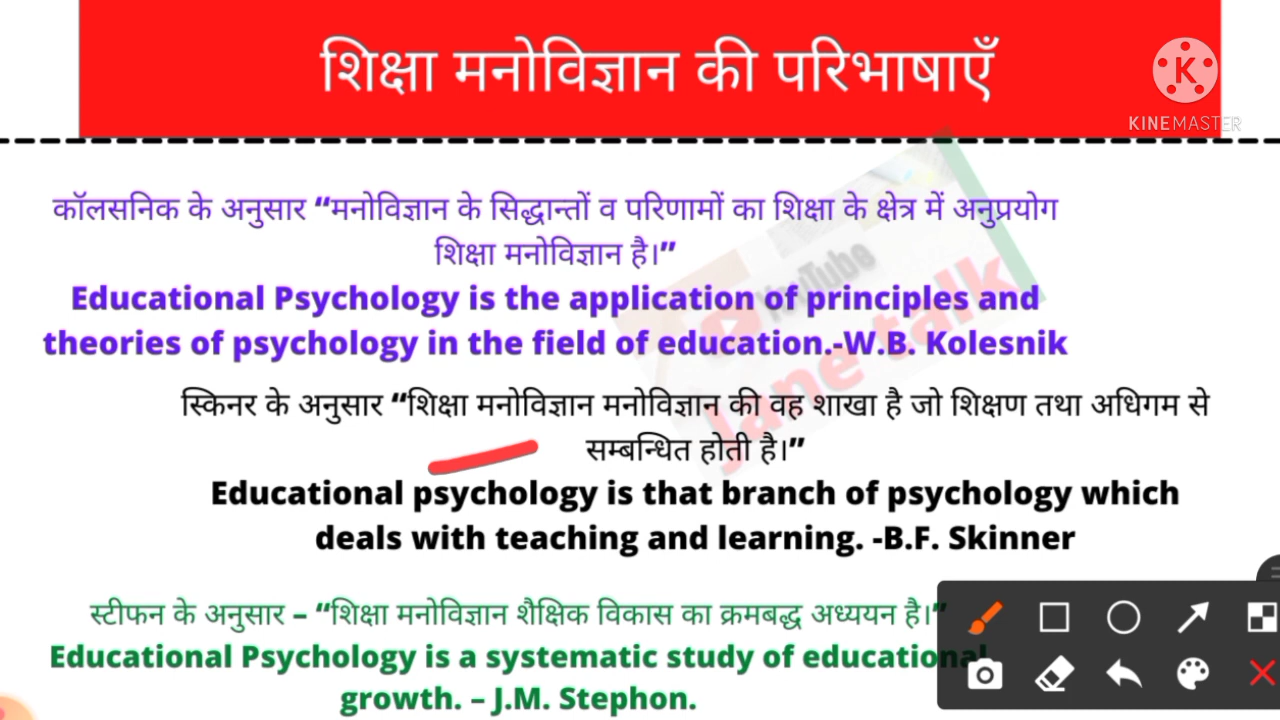 शिक्षा मनोविज्ञान की परिभाषाएँ
KINEMASTER
कॉलसनिक के अनुसार “मनोविज्ञान के सिद्धान्तों व परिणामों का शिक्षा के क्षेत्र में अनुप्रयोग
शिक्षा मनोविज्ञान है।”
Educational Psychology is the application of principles and
theories of psychology in the field of education.-W.B. Kolesnik
YouTube
Jane talk
स्किनर के अनुसार “शिक्षा मनोविज्ञान मनोविज्ञान की वह शाखा है जो शिक्षण तथा अधिगम से
सम्बन्धित होती है।”
Educational psychology is that branch of psychology which
deals with teaching and learning. -B.F. Skinner
स्टीफन के अनुसार – “शिक्षा मनोविज्ञान शैक्षिक विकास का क्रमबद्ध अध्ययन है।”
Educational Psychology is a systematic study of educational
growth. – J.M. Stephon.